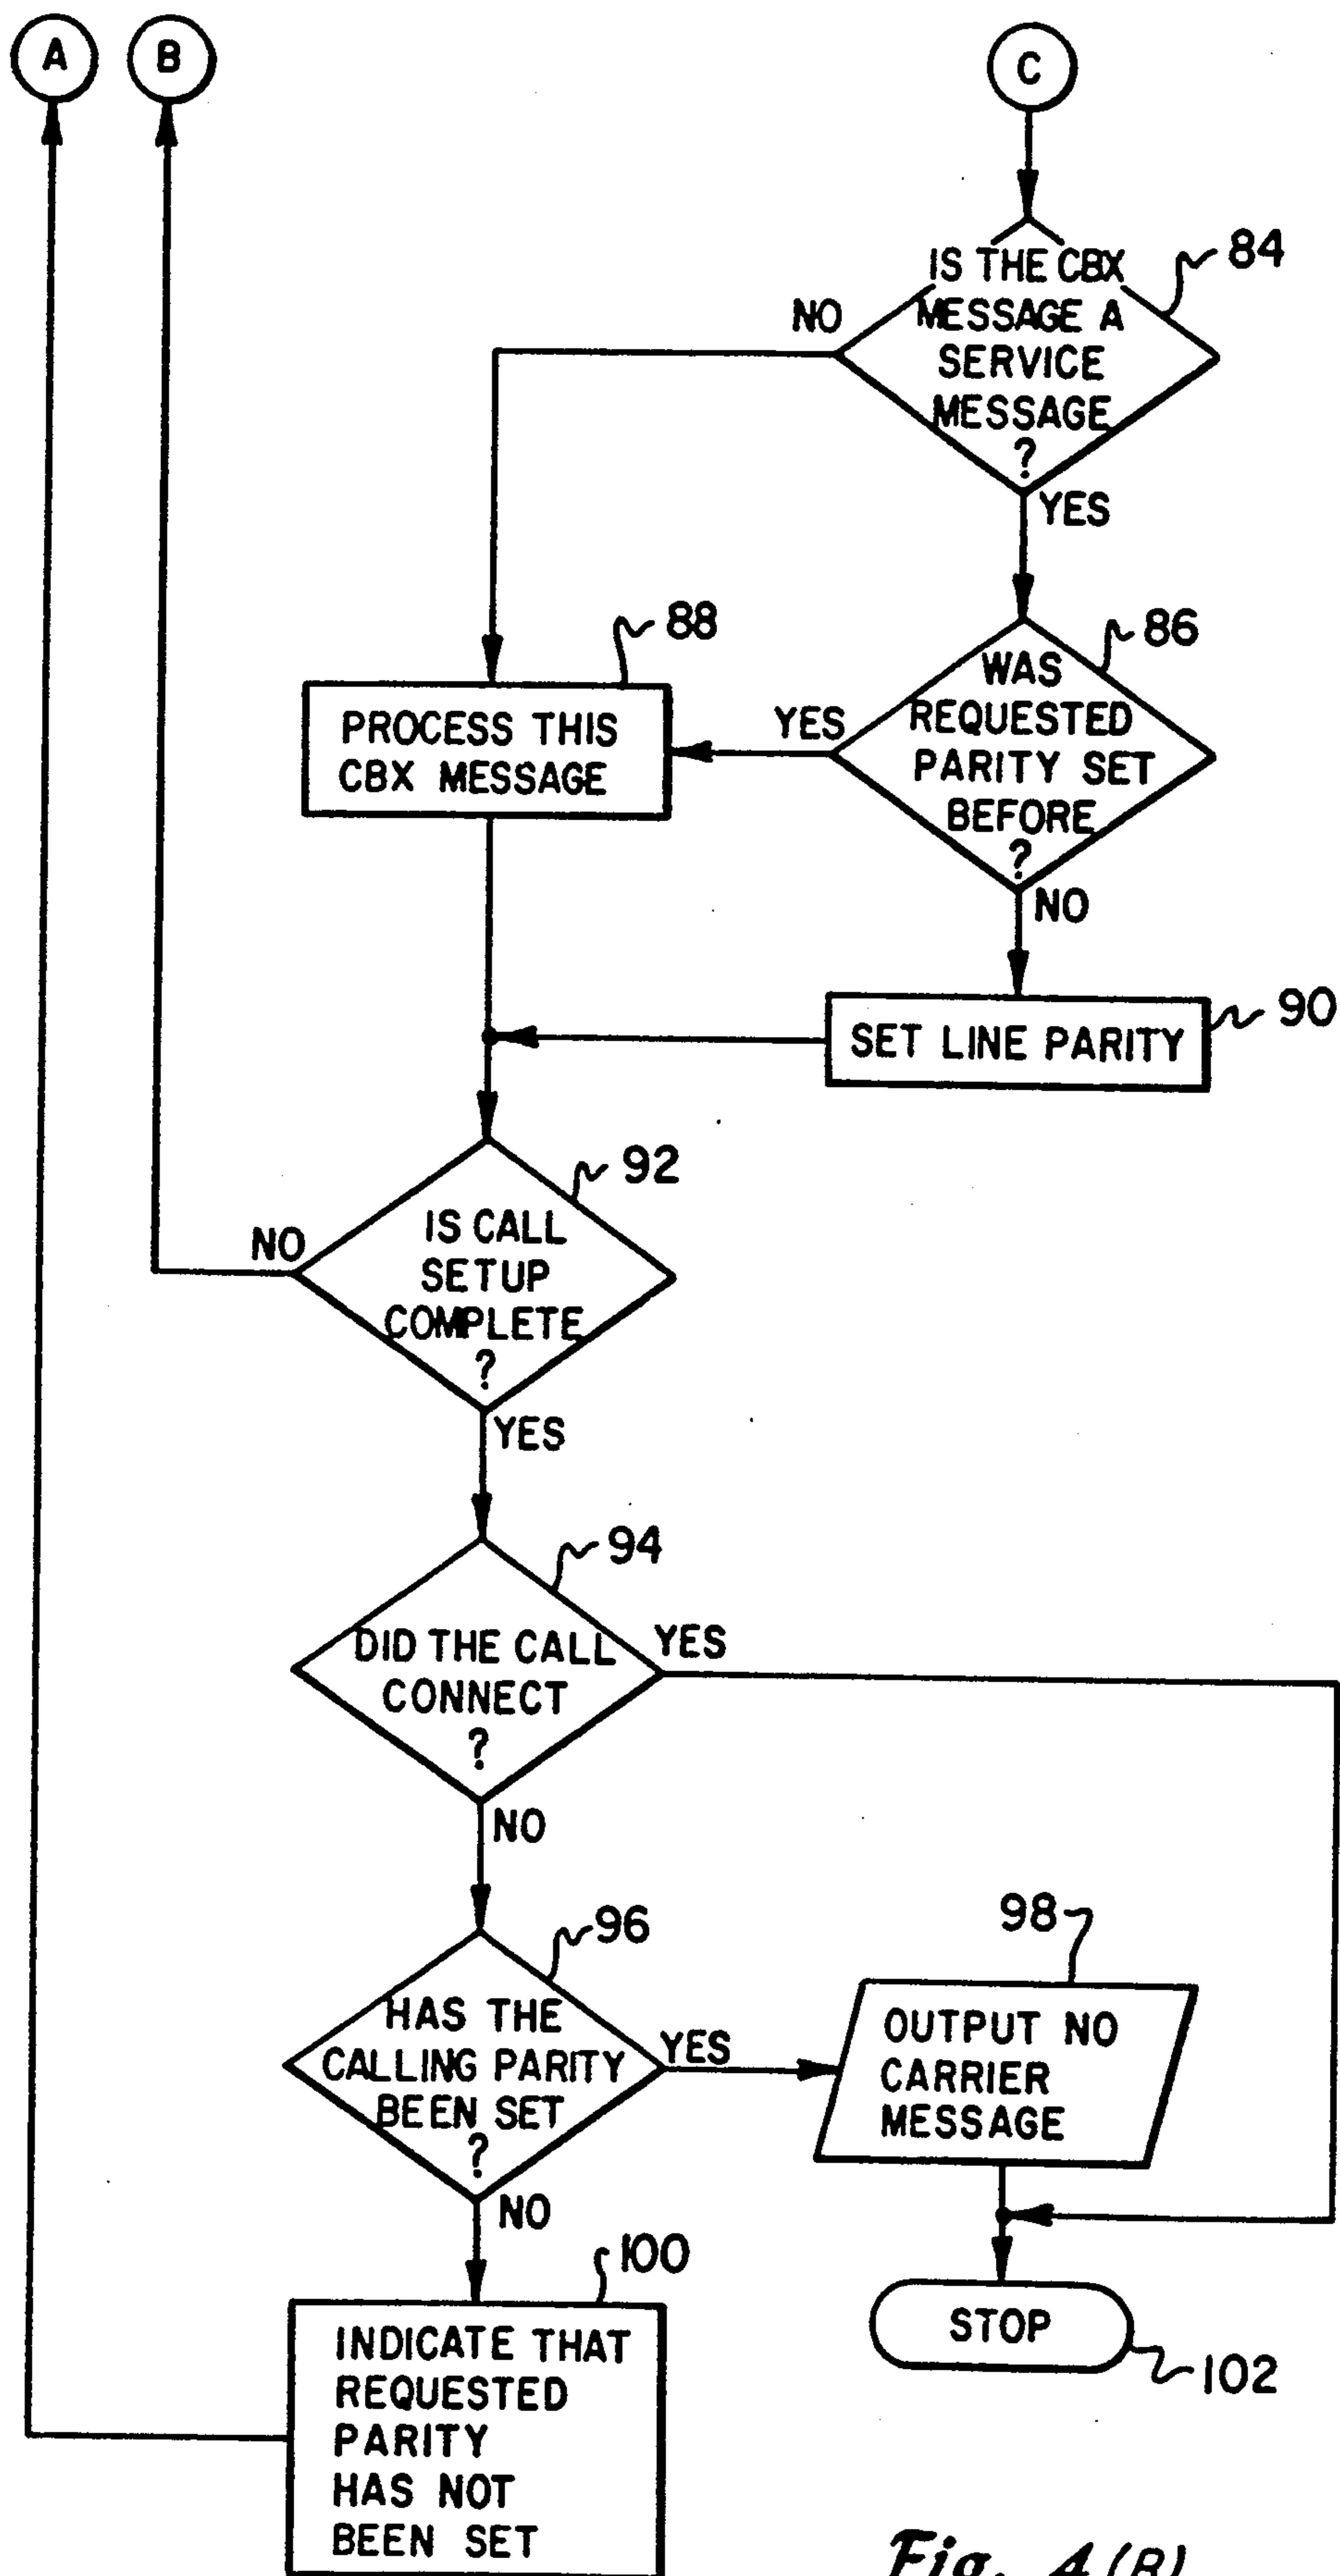 A
B
C
IS THE CBX
MESSAGE A
SERVICE
MESSAGE
?
84
NO
YES
88
PROCESS THIS
CBX MESSAGE
YES
86
WAS
REQUESTED
PARITY SET
BEFORE
?
NO
90
SET LINE PARITY
92
NO
IS CALL
SETUP
COMPLETE
?
YES
94
DID THE CALL
CONNECT
?
YES
NO
96
HAS THE
CALLING PARITY
BEEN SET
?
YES
NO
98
OUTPUT NO
CARRIER
MESSAGE
100
INDICATE THAT
REQUESTED
PARITY
HAS NOT
BEEN SET
STOP
102
Fig. 4(B)